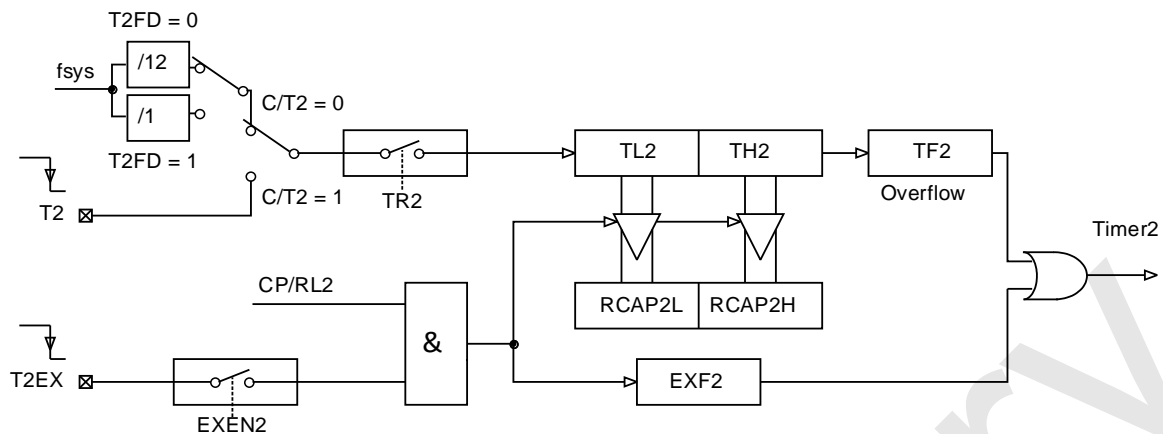 T2FD = 0
/12
fsys
C/T2 = 0
/1
T2FD = 1
TL2
TH2
TF2
Overflow
TR2
C/T2 = 1
T2
Timer2
CP/RL2
RCAP2L
RCAP2H
&
T2EX
EXF2
EXEN2